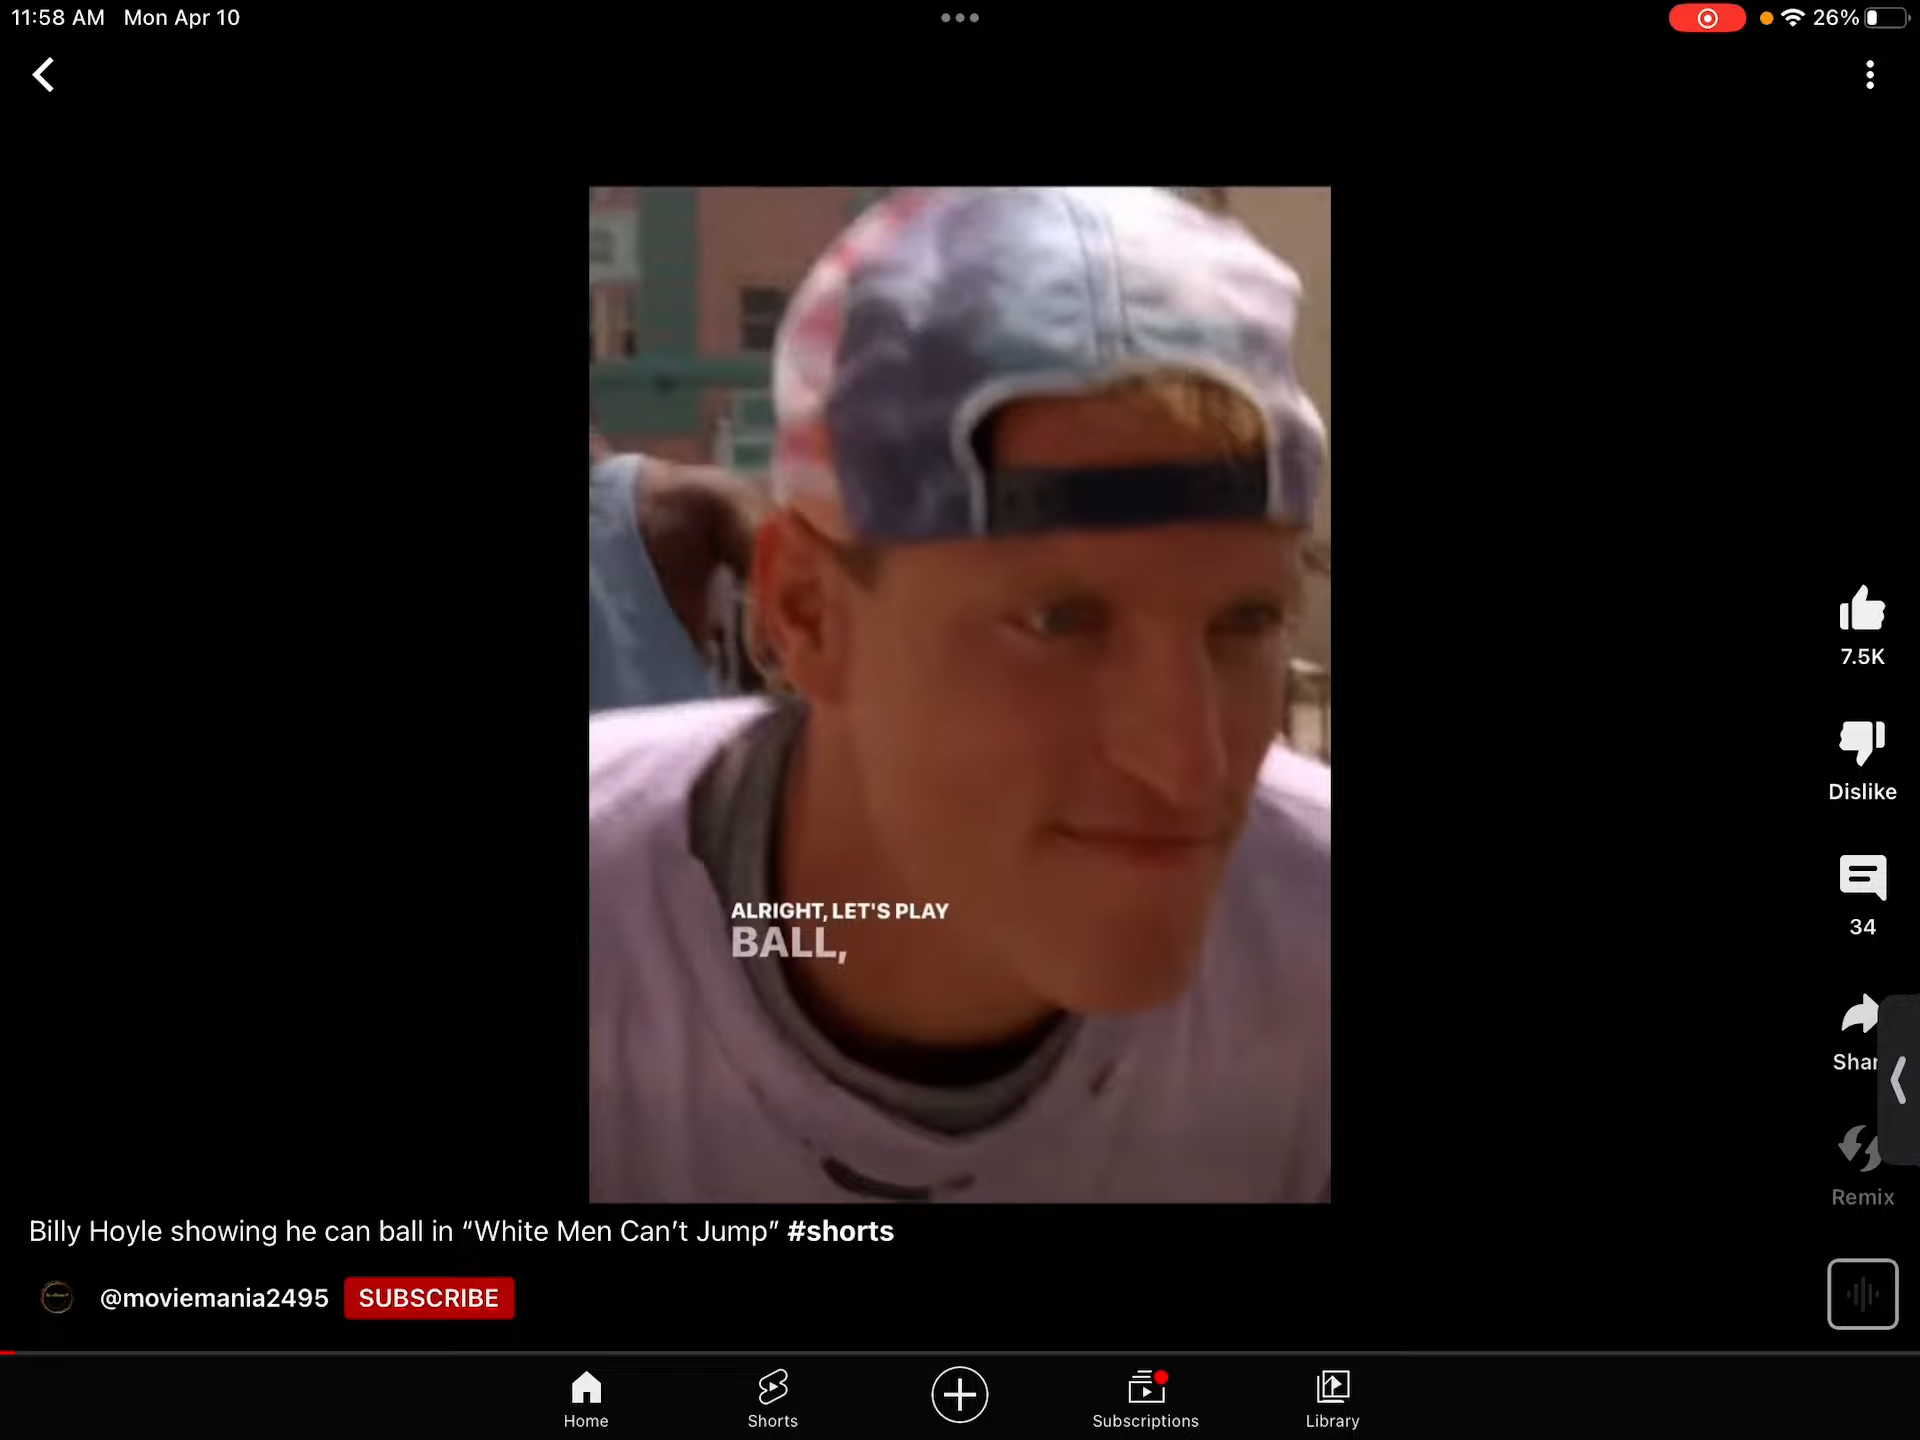 11:58 AM Mon Apr 10
26%
ALRIGHT, LET'S PLAY
BALL,
7.5K
Dislike
34
Shar
Remix
Billy Hoyle showing he can ball in “White Men Can’t Jump” #shorts
@moviemania2495 SUBSCRIBE
Home Shorts Subscriptions Library